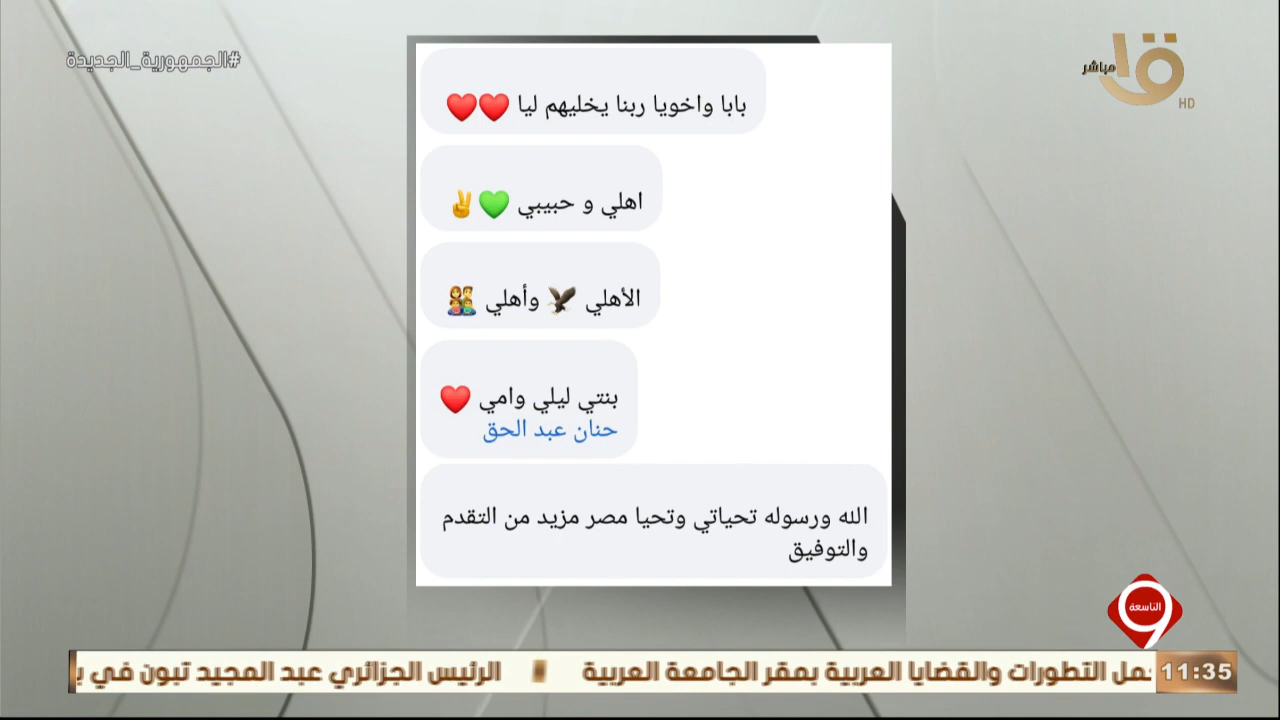 #الجمهورية_الجديدة
مباشر
HD
بابا واخويا ربنا يخليهم ليا ❤️❤️
اهلي و حبيبي 💚✌️
الأهلي 🦅 وأهلي 👨‍👩‍👧‍👦
بنتي ليلي وامي ❤️
حنان عبد الحق
الله ورسوله تحياتي وتحيا مصر مزيد من التقدم
والتوفيق
التاسعة
9
11:35
التطورات والقضايا العربية بمقر الجامعة العربية
الرئيس الجزائري عبد المجيد تبون في